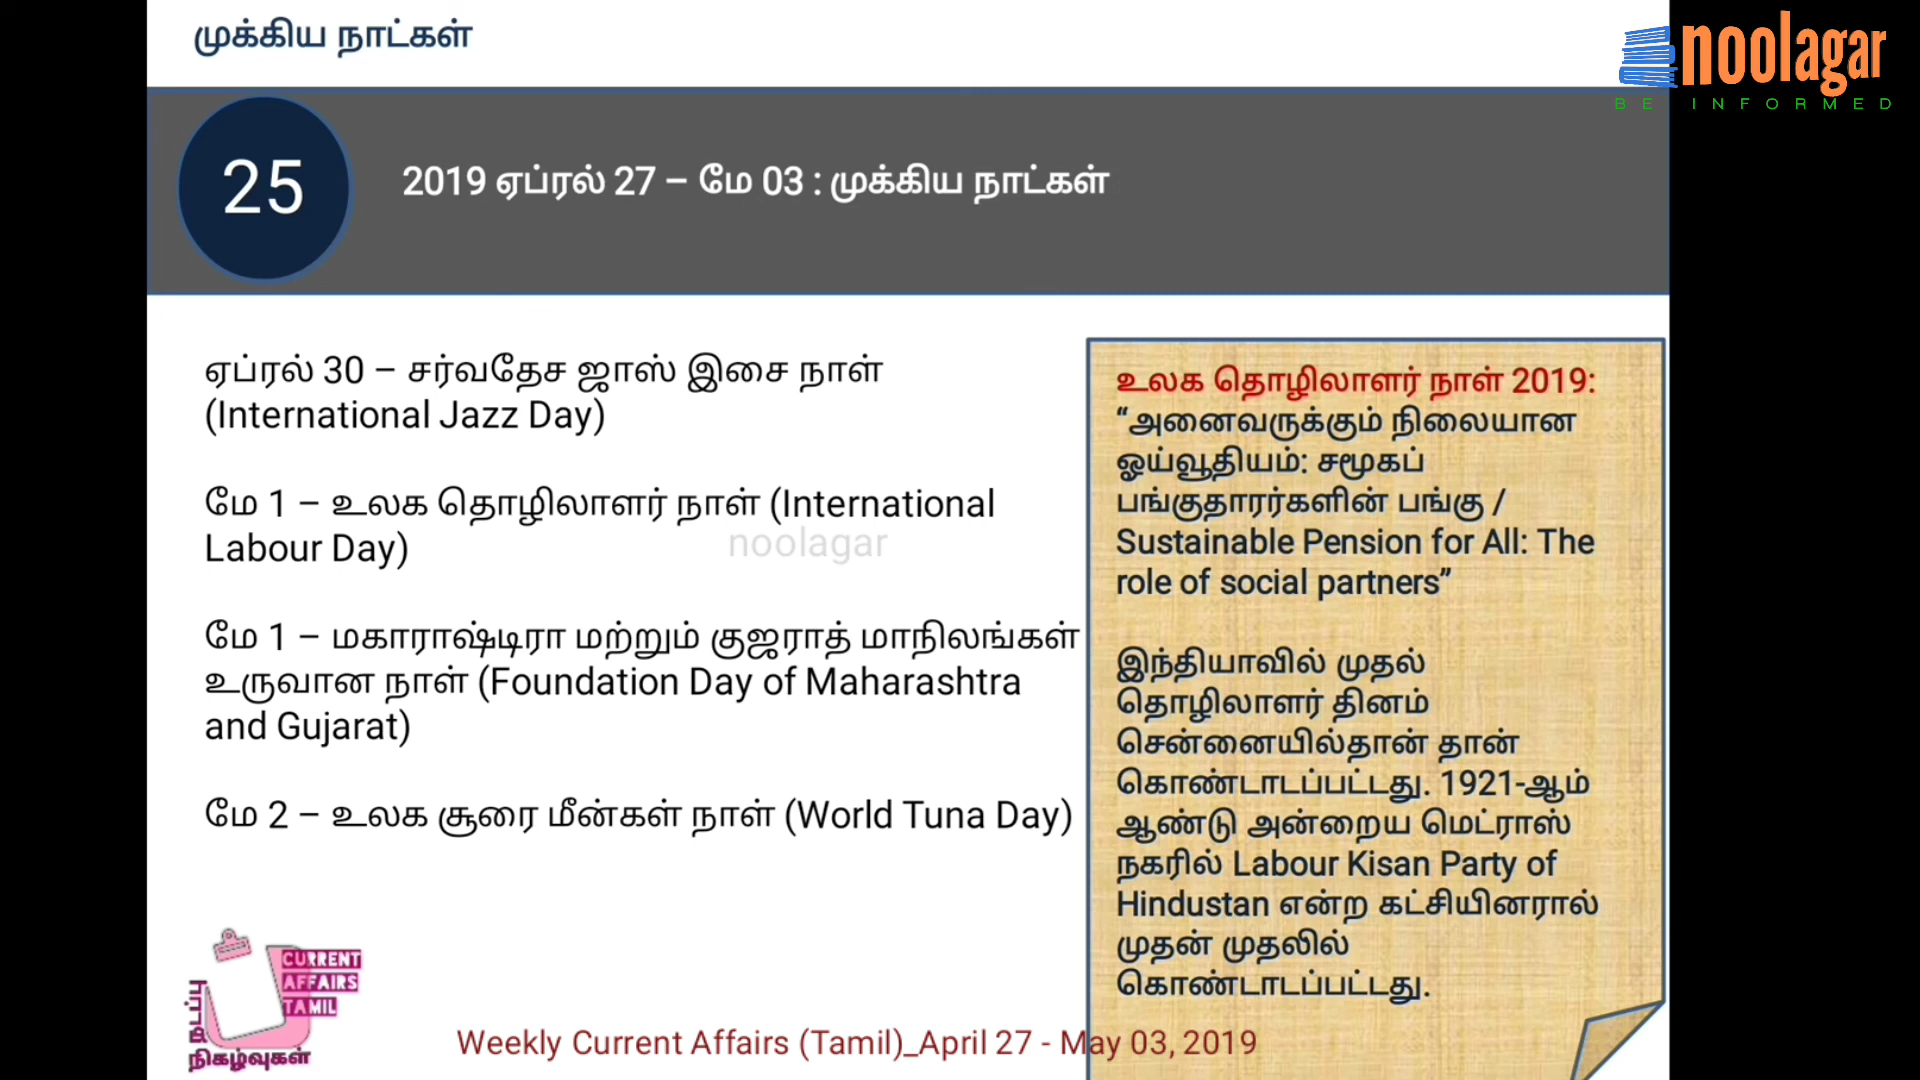 முக்கிய நாட்கள்
noolagar
BE INFORMED
25
2019 ஏப்ரல் 27 – மே 03 : முக்கிய நாட்கள்
ஏப்ரல் 30 – சர்வதேச ஜாஸ் இசை நாள்
(International Jazz Day)
மே 1 – உலக தொழிலாளர் நாள் (International
Labour Day)
noolagar
மே 1 – மகாராஷ்டிரா மற்றும் குஜராத் மாநிலங்கள்
உருவான நாள் (Foundation Day of Maharashtra
and Gujarat)
மே 2 – உலக சூரை மீன்கள் நாள் (World Tuna Day)
உலக தொழிலாளர் நாள் 2019:
“அனைவருக்கும் நிலையான
ஓய்வூதியம்: சமூகப்
பங்குதாரர்களின் பங்கு /
Sustainable Pension for All: The
role of social partners”
இந்தியாவில் முதல்
தொழிலாளர் தினம்
சென்னையில்தான் தான்
கொண்டாடப்பட்டது. 1921-ஆம்
ஆண்டு அன்றைய மெட்ராஸ்
நகரில் Labour Kisan Party of
Hindustan என்ற கட்சியினரால்
முதன் முதலில்
கொண்டாடப்பட்டது.
CURRENT
AFFAIRS
TAMIL
நடப்பு
நிகழ்வுகள்
Weekly Current Affairs (Tamil)_April 27 - May 03, 2019